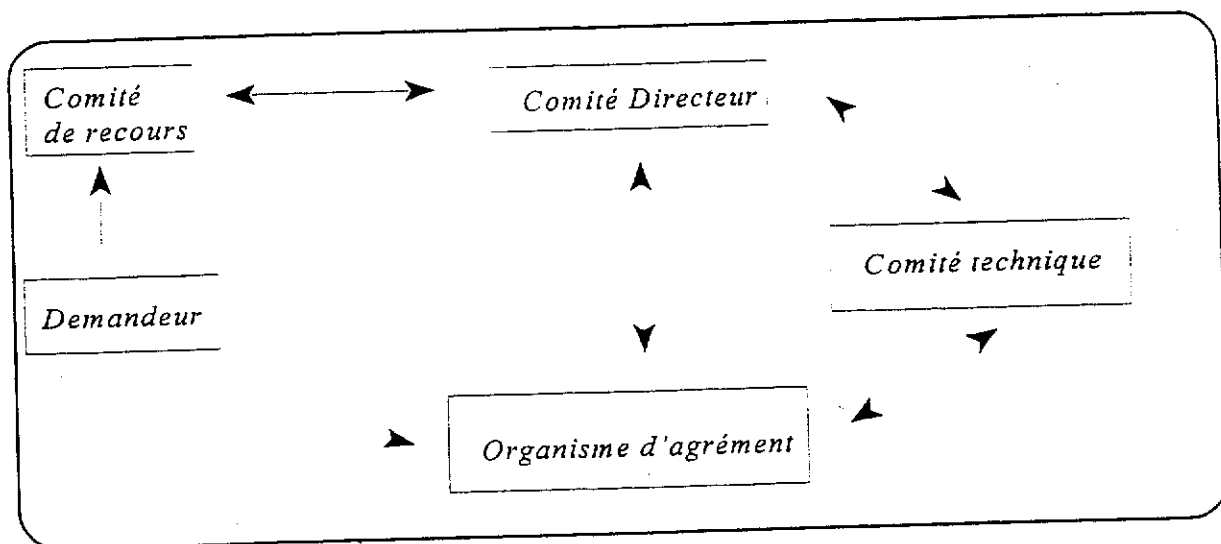 Comité
de recours
Comité Directeur
Comité technique
Demandeur
Organisme d'agrément